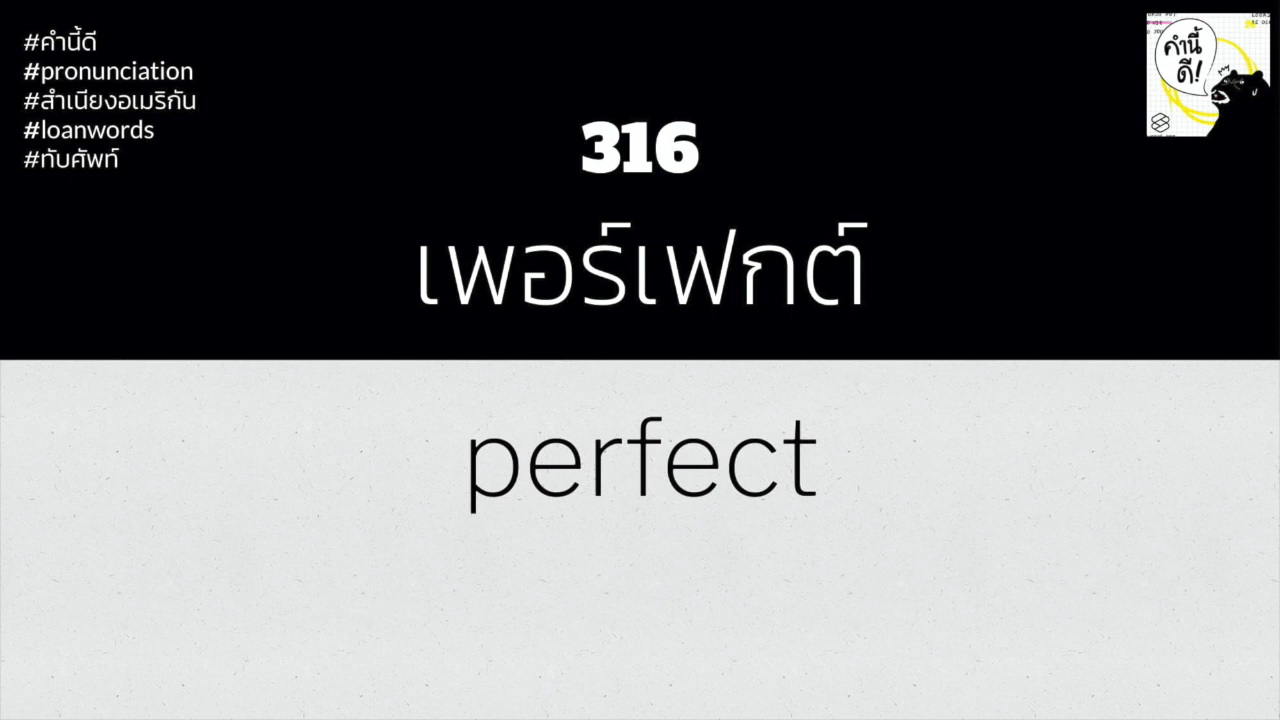 #คำนี้ดี
#pronunciation
#สำเนียงอเมริกัน
#loanwords
#ทับศัพท์
คำนี้
ดี!
316
เพอร์เฟกต์
perfect